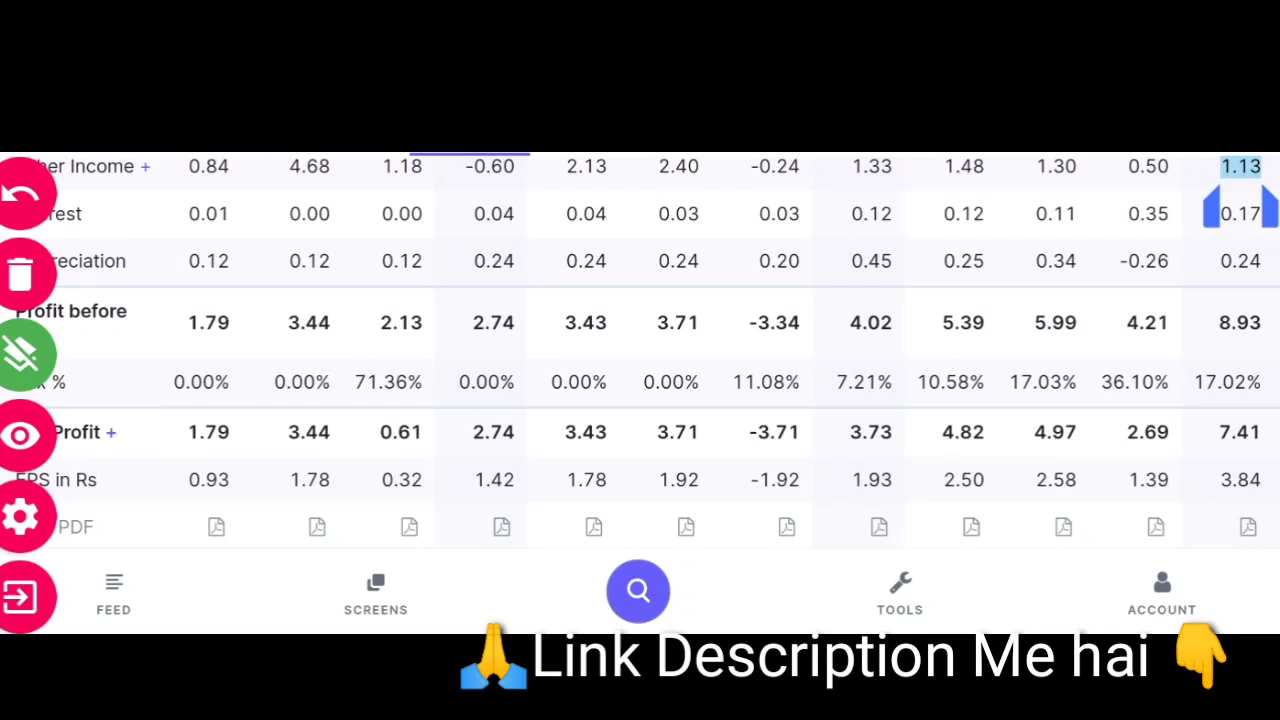 her Income + 0.84 4.68 1.18 -0.60 2.13 2.40 -0.24 1.33 1.48 1.30 0.50 1.13
rest 0.01 0.00 0.00 0.04 0.04 0.03 0.03 0.12 0.12 0.11 0.35 0.17
reciation 0.12 0.12 0.12 0.24 0.24 0.24 0.20 0.45 0.25 0.34 -0.26 0.24
Profit before 1.79 3.44 2.13 2.74 3.43 3.71 -3.34 4.02 5.39 5.99 4.21 8.93
% 0.00% 0.00% 71.36% 0.00% 0.00% 0.00% 11.08% 7.21% 10.58% 17.03% 36.10% 17.02%
Profit + 1.79 3.44 0.61 2.74 3.43 3.71 -3.71 3.73 4.82 4.97 2.69 7.41
EPS in Rs 0.93 1.78 0.32 1.42 1.78 1.92 -1.92 1.93 2.50 2.58 1.39 3.84
PDF
FEED SCREENS TOOLS ACCOUNT
🙏Link Description Me hai 👇